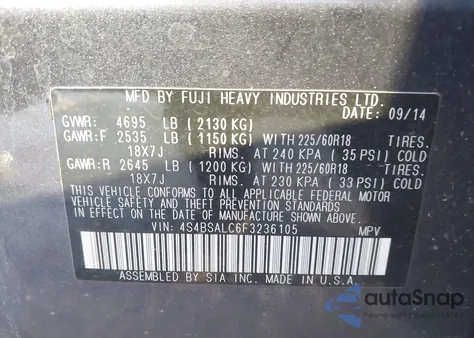 MFD BY FUJI HEAVY INDUSTRIES LTD.
DATE: 09/14
GVWR: 4695 LB (2130 KG)
GAWR:F 2535 LB (1150 KG) WITH 225/60R18 TIRES.
18X7J RIMS. AT 240 KPA (35 PSI) COLD
GAWR:R 2645 LB (1200 KG) WITH 225/60R18 TIRES.
18X7J RIMS. AT 230 KPA (33 PSI) COLD
THIS VEHICLE CONFORMS TO ALL APPLICABLE FEDERAL MOTOR
VEHICLE SAFETY AND THEFT PREVENTION STANDARDS IN EFFECT
ON THE DATE OF MANUFACTURE SHOWN ABOVE.
VIN: 4S4BSALC6F3236105 MPV
ASSEMBLED BY SIA INC. MADE IN U.S.A.
autoSnap